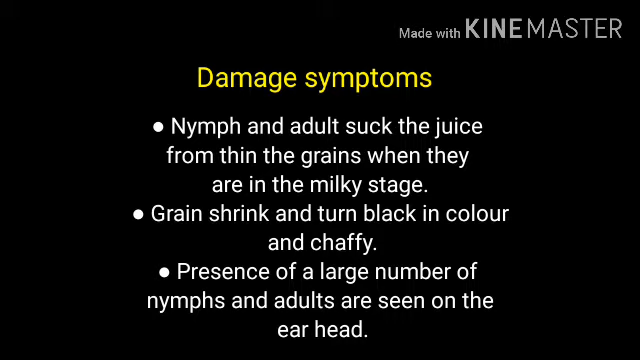 Made with KINEMASTER
Damage symptoms
● Nymph and adult suck the juice
from thin the grains when they
are in the milky stage.
● Grain shrink and turn black in colour
and chaffy.
● Presence of a large number of
nymphs and adults are seen on the
ear head.